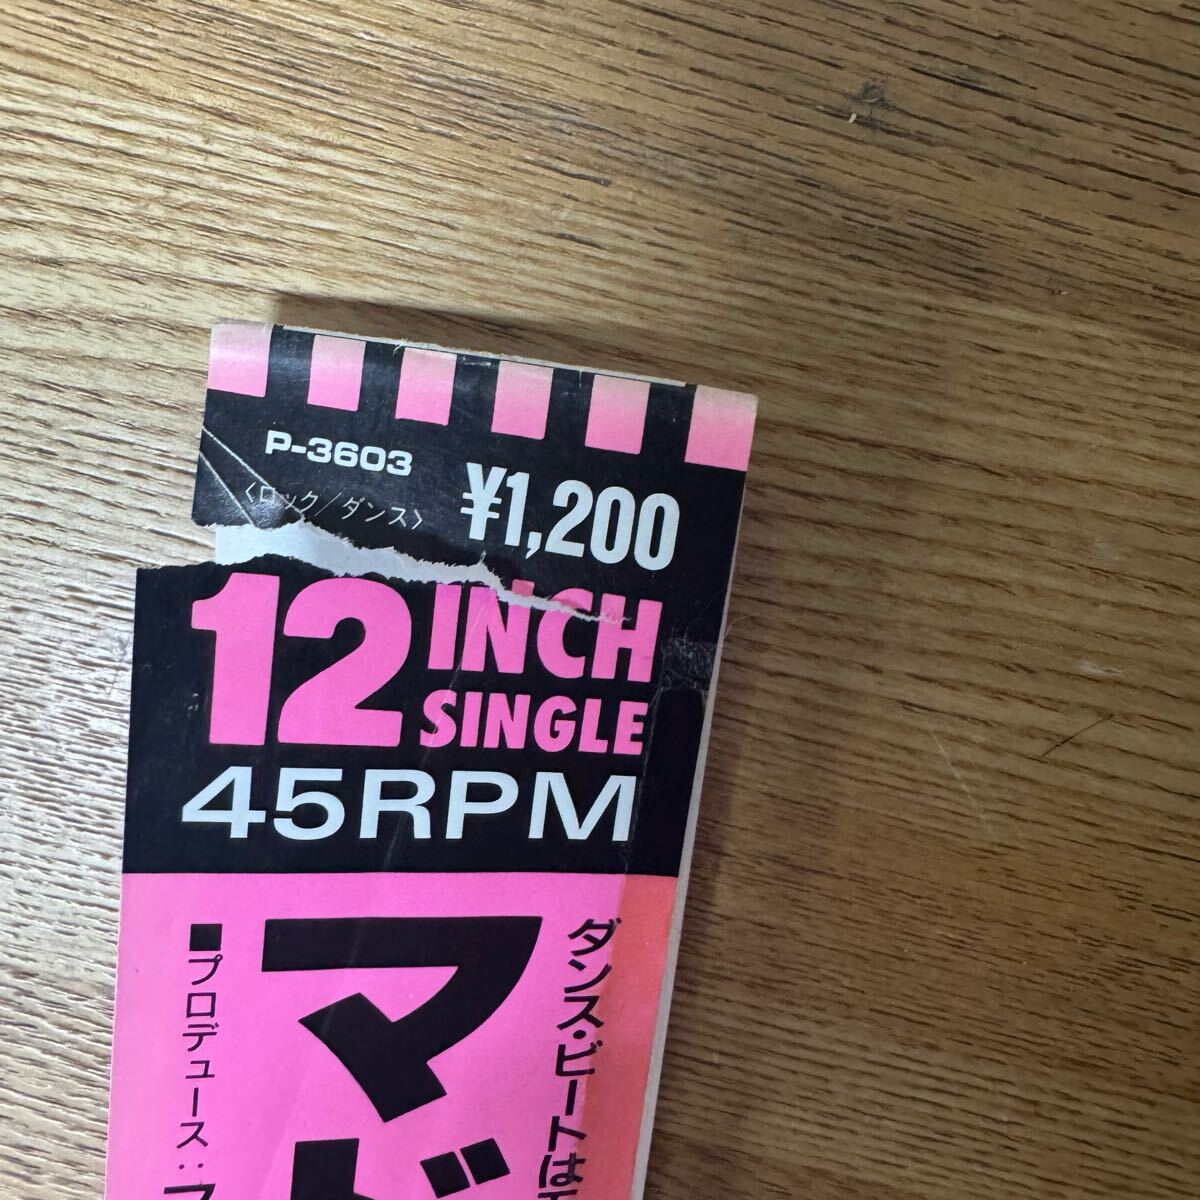 P-3603
〈ロック/ダンス〉
¥1,200
12 INCH SINGLE
45RPM
ダンス・ビートは
マド
■プロデュース：